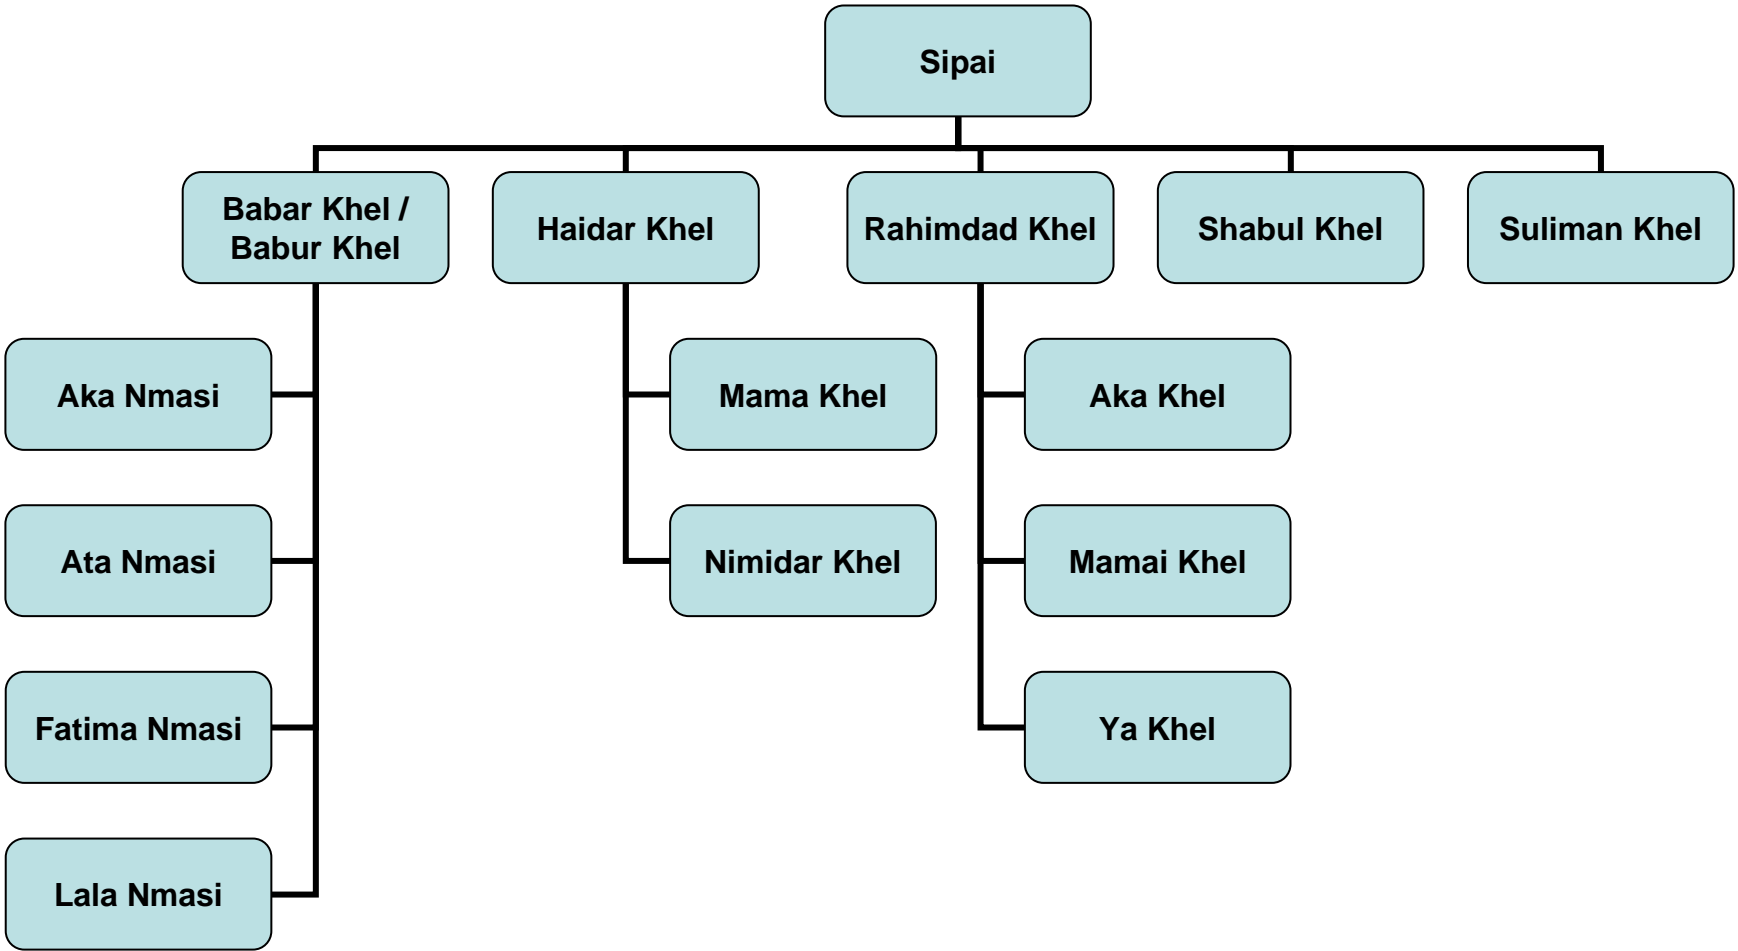 Sipai
Babar Khel /
Babur Khel
Haidar Khel
Rahimdad Khel
Shabul Khel
Suliman Khel
Aka Nmasi
Mama Khel
Aka Khel
Ata Nmasi
Nimidar Khel
Mamai Khel
Fatima Nmasi
Ya Khel
Lala Nmasi